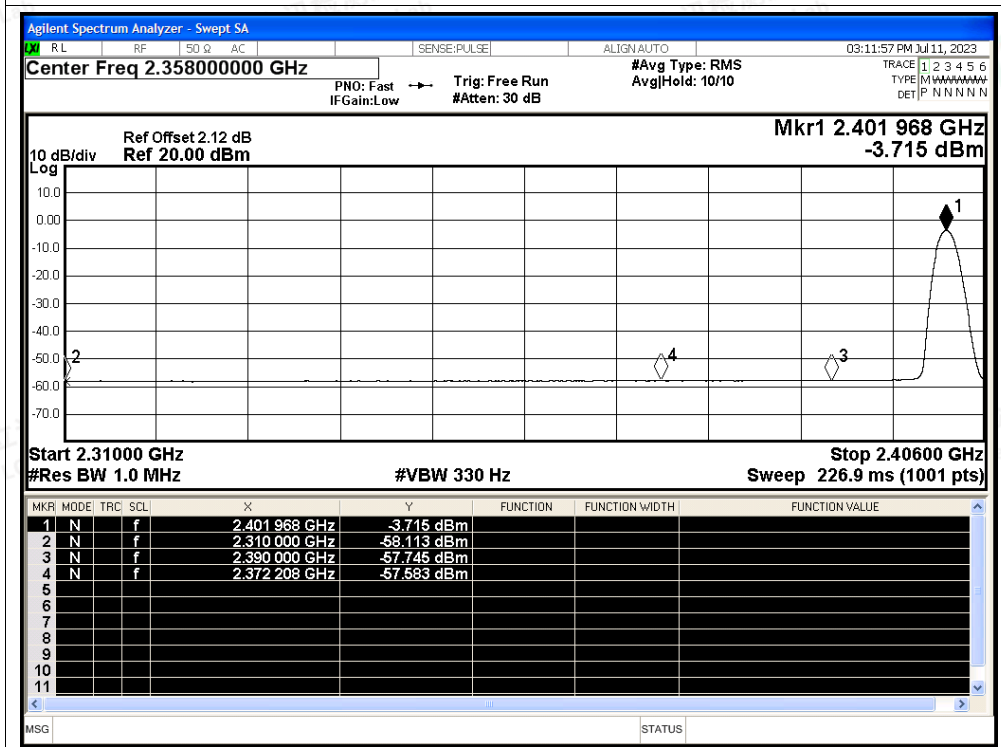 Agilent Spectrum Analyzer - Swept SA
LXI RL RF 50 Ω AC SENSE:PULSE ALIGN AUTO 03:11:57 PM Jul 11, 2023
Center Freq 2.358000000 GHz
PNO: Fast
IFGain:Low
Trig: Free Run
#Atten: 30 dB
#Avg Type: RMS
Avg|Hold: 10/10
TRACE 1 2 3 4 5 6
TYPE M
DET P N N N N N
Mkr1 2.401 968 GHz
-3.715 dBm
Ref Offset 2.12 dB
10 dB/div Ref 20.00 dBm
Log
10.0
0.00
-10.0
-20.0
-30.0
-40.0
-50.0
-60.0
-70.0
1
2
4
3
Start 2.31000 GHz Stop 2.40600 GHz
#Res BW 1.0 MHz #VBW 330 Hz Sweep 226.9 ms (1001 pts)
MKR MODE TRC SCL X Y FUNCTION FUNCTION WIDTH FUNCTION VALUE
1 N f 2.401 968 GHz -3.715 dBm
2 N f 2.310 000 GHz -58.113 dBm
3 N f 2.390 000 GHz -57.745 dBm
4 N f 2.372 208 GHz -57.583 dBm
5
6
7
8
9
10
11
MSG STATUS